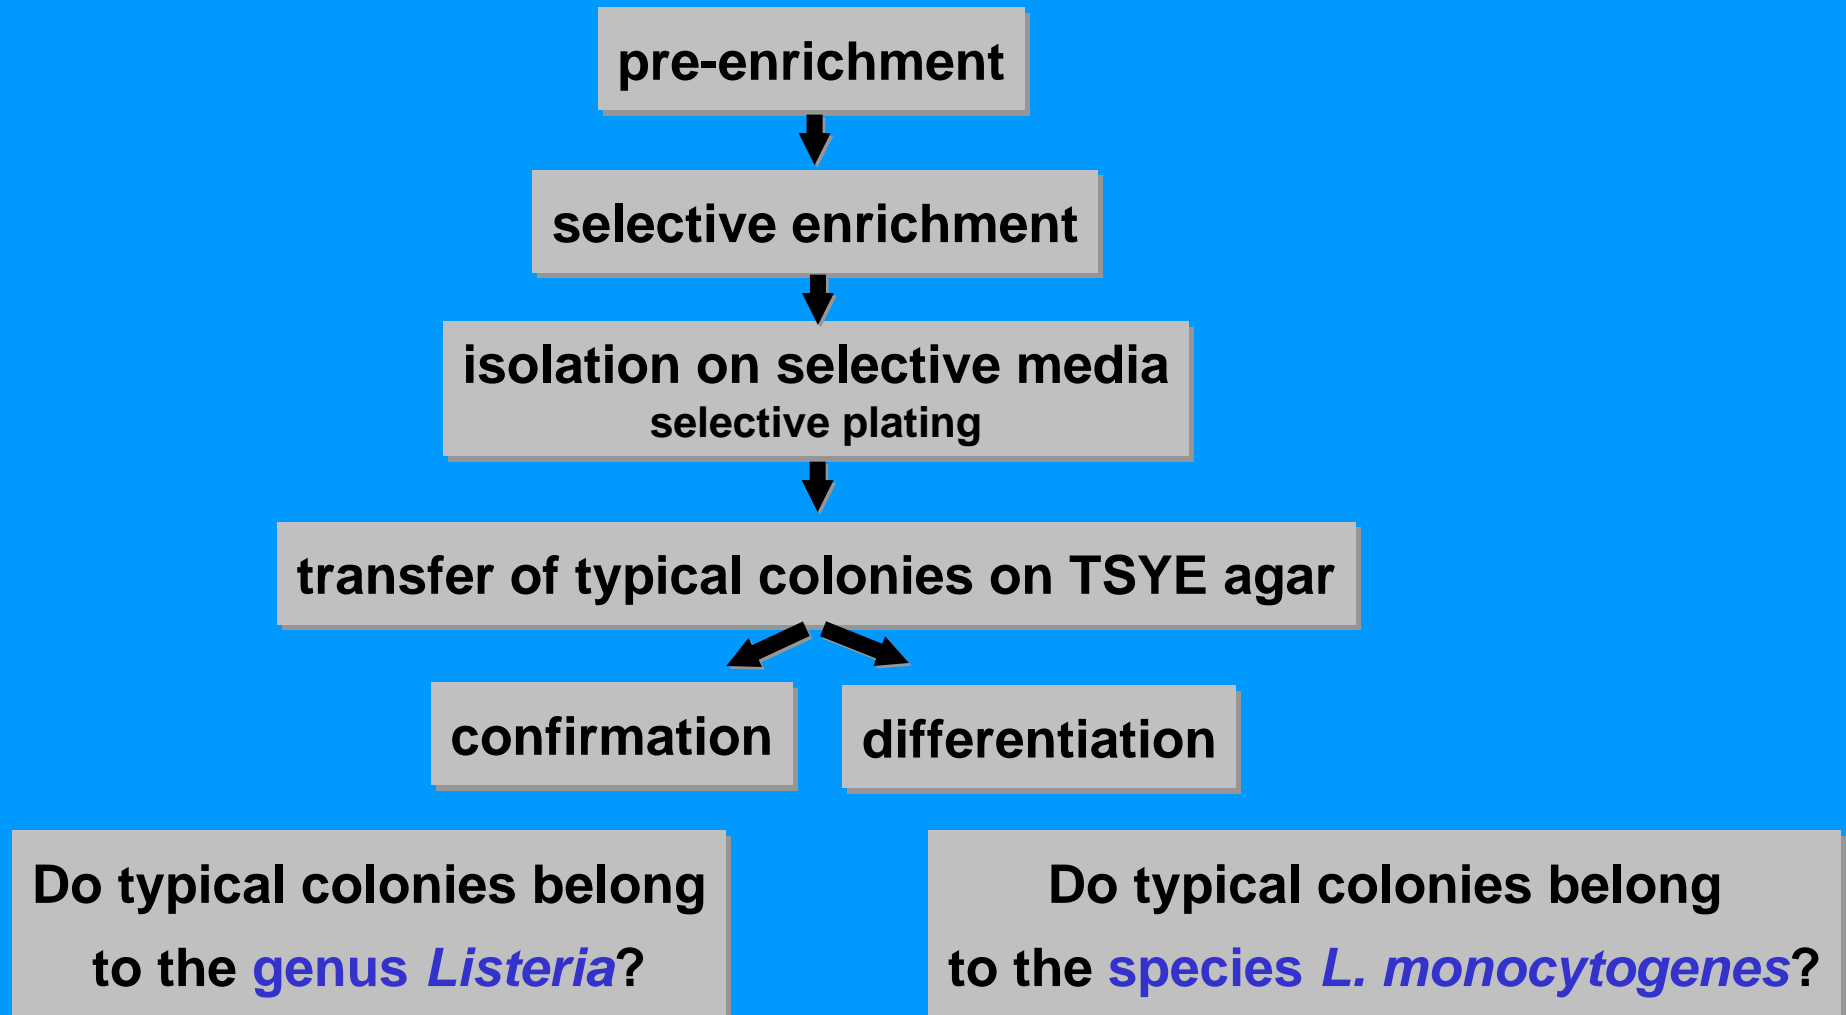 pre-enrichment
selective enrichment
isolation on selective media
selective plating
transfer of typical colonies on TSYE agar
confirmation
differentiation
Do typical colonies belong
to the genus Listeria?
Do typical colonies belong
to the species L. monocytogenes?